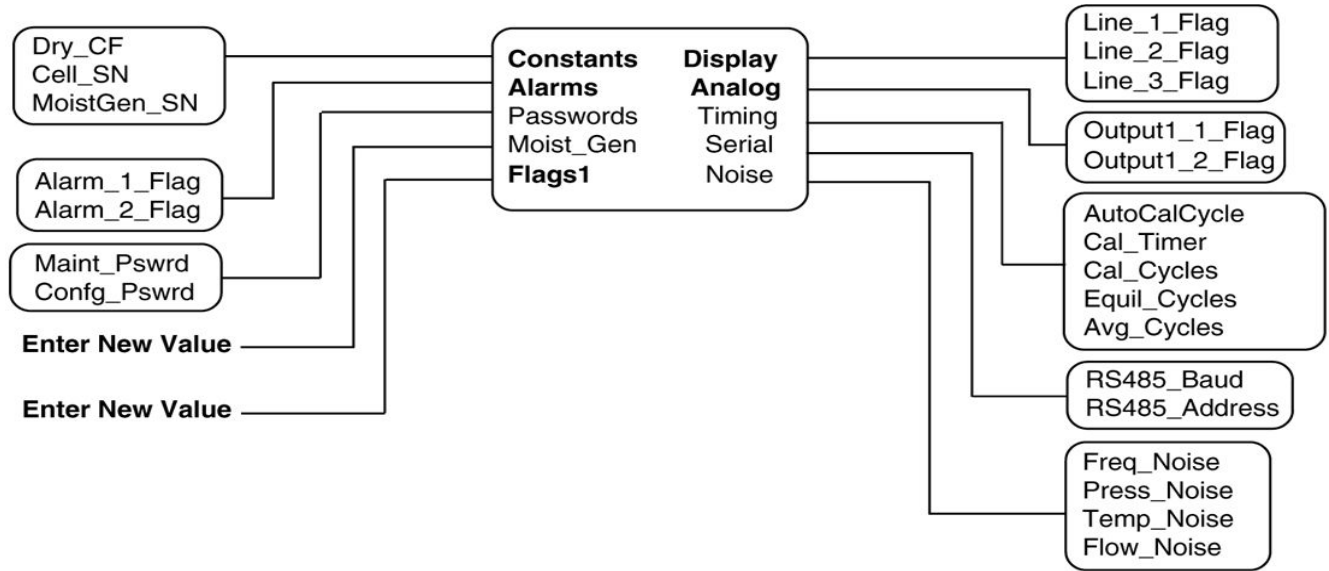 Dry_CF
Cell_SN
MoistGen_SN
Alarm_1_Flag
Alarm_2_Flag
Maint_Pswrd
Confg_Pswrd
Enter New Value
Enter New Value
Constants Display
Alarms Analog
Passwords Timing
Moist_Gen Serial
Flags1 Noise
Line_1_Flag
Line_2_Flag
Line_3_Flag
Output1_1_Flag
Output1_2_Flag
AutoCalCycle
Cal_Timer
Cal_Cycles
Equil_Cycles
Avg_Cycles
RS485_Baud
RS485_Address
Freq_Noise
Press_Noise
Temp_Noise
Flow_Noise